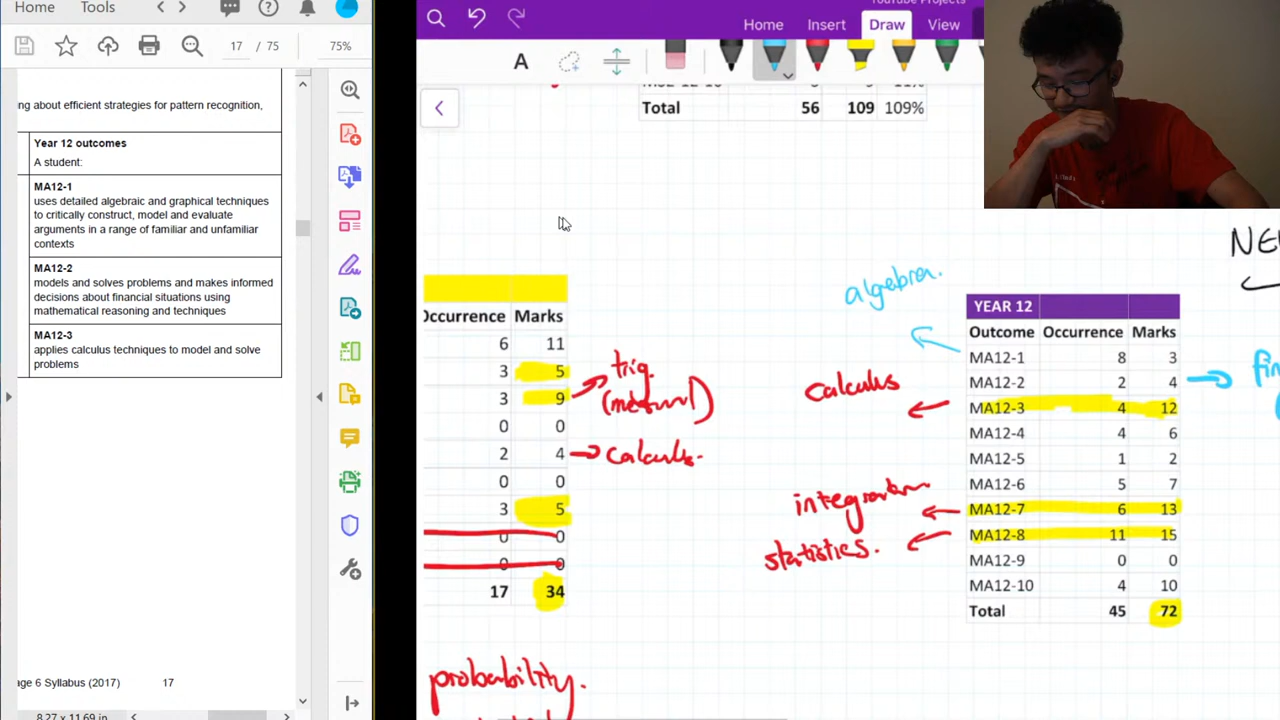 Home Tools
17 / 75 75%
ng about efficient strategies for pattern recognition,
Year 12 outcomes
A student:
MA12-1
uses detailed algebraic and graphical techniques
to critically construct, model and evaluate
arguments in a range of familiar and unfamiliar
contexts
MA12-2
models and solves problems and makes informed
decisions about financial situations using
mathematical reasoning and techniques
MA12-3
applies calculus techniques to model and solve
problems
age 6 Syllabus (2017) 17
8.27 x 11.69 in
YouTube Projects
Home Insert Draw View
Total 56 109 109%
Occurrence Marks
6 11
3 5
3 9
0 0
2 4
0 0
3 5
0 0
0 0
17 34
trig.
(measurement)
calculus.
probability.
algebra.
calculus
integration
statistics.
YEAR 12
Outcome Occurrence Marks
MA12-1 8 3
MA12-2 2 4
MA12-3 4 12
MA12-4 4 6
MA12-5 1 2
MA12-6 5 7
MA12-7 6 13
MA12-8 11 15
MA12-9 0 0
MA12-10 4 10
Total 45 72
NE
fin